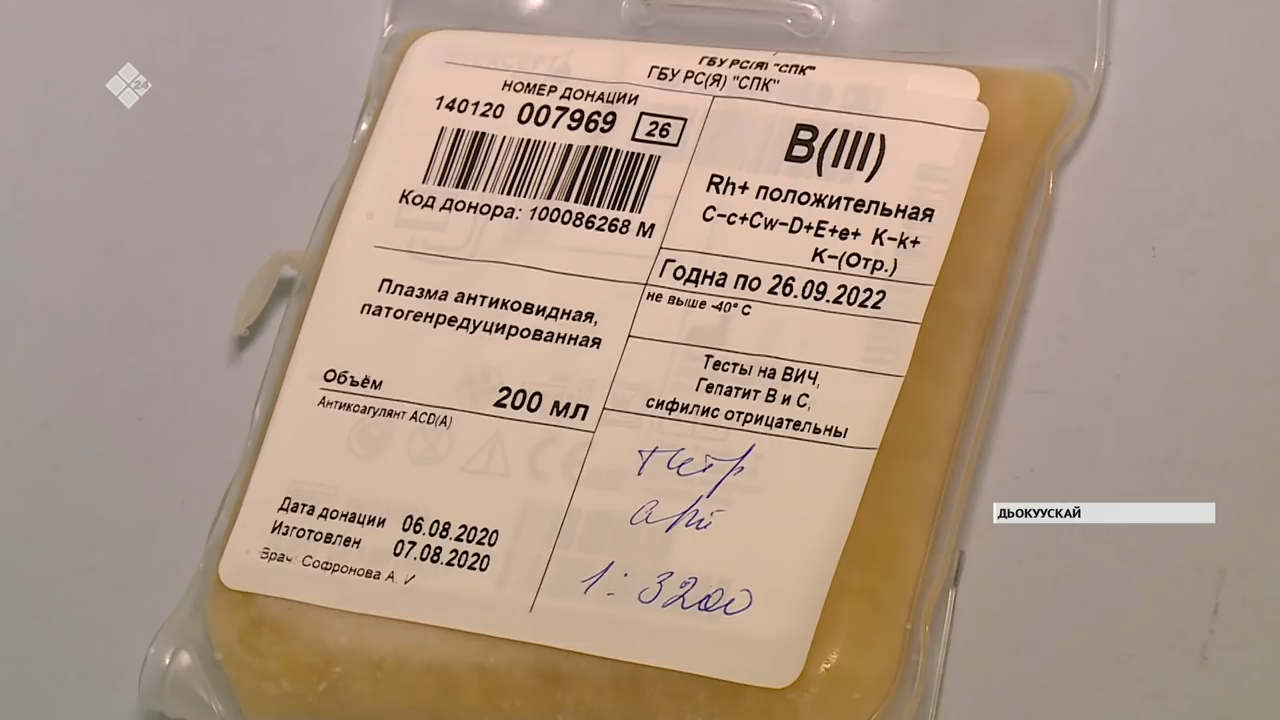 24
ГБУ РС(Я) "СПК"
ГБУ РС(Я) "СПК"
НОМЕР ДОНАЦИИ
140120 007969 26
Код донора: 100086268 М
Плазма антиковидная,
патогенредуцированная
Объём 200 мл
Антикоагулянт ACD(A)
Дата донации 06.08.2020
Изготовлен 07.08.2020
Врач: Софронова А.
B(III)
Rh+ положительная
C-c+Cw-D+E+e+ K-k+
K-(Отр.)
Годна по 26.09.2022
не выше -40° C
Тесты на ВИЧ,
Гепатит В и С,
сифилис отрицательны
титр
1:3200
ДЬОКУУСКАЙ